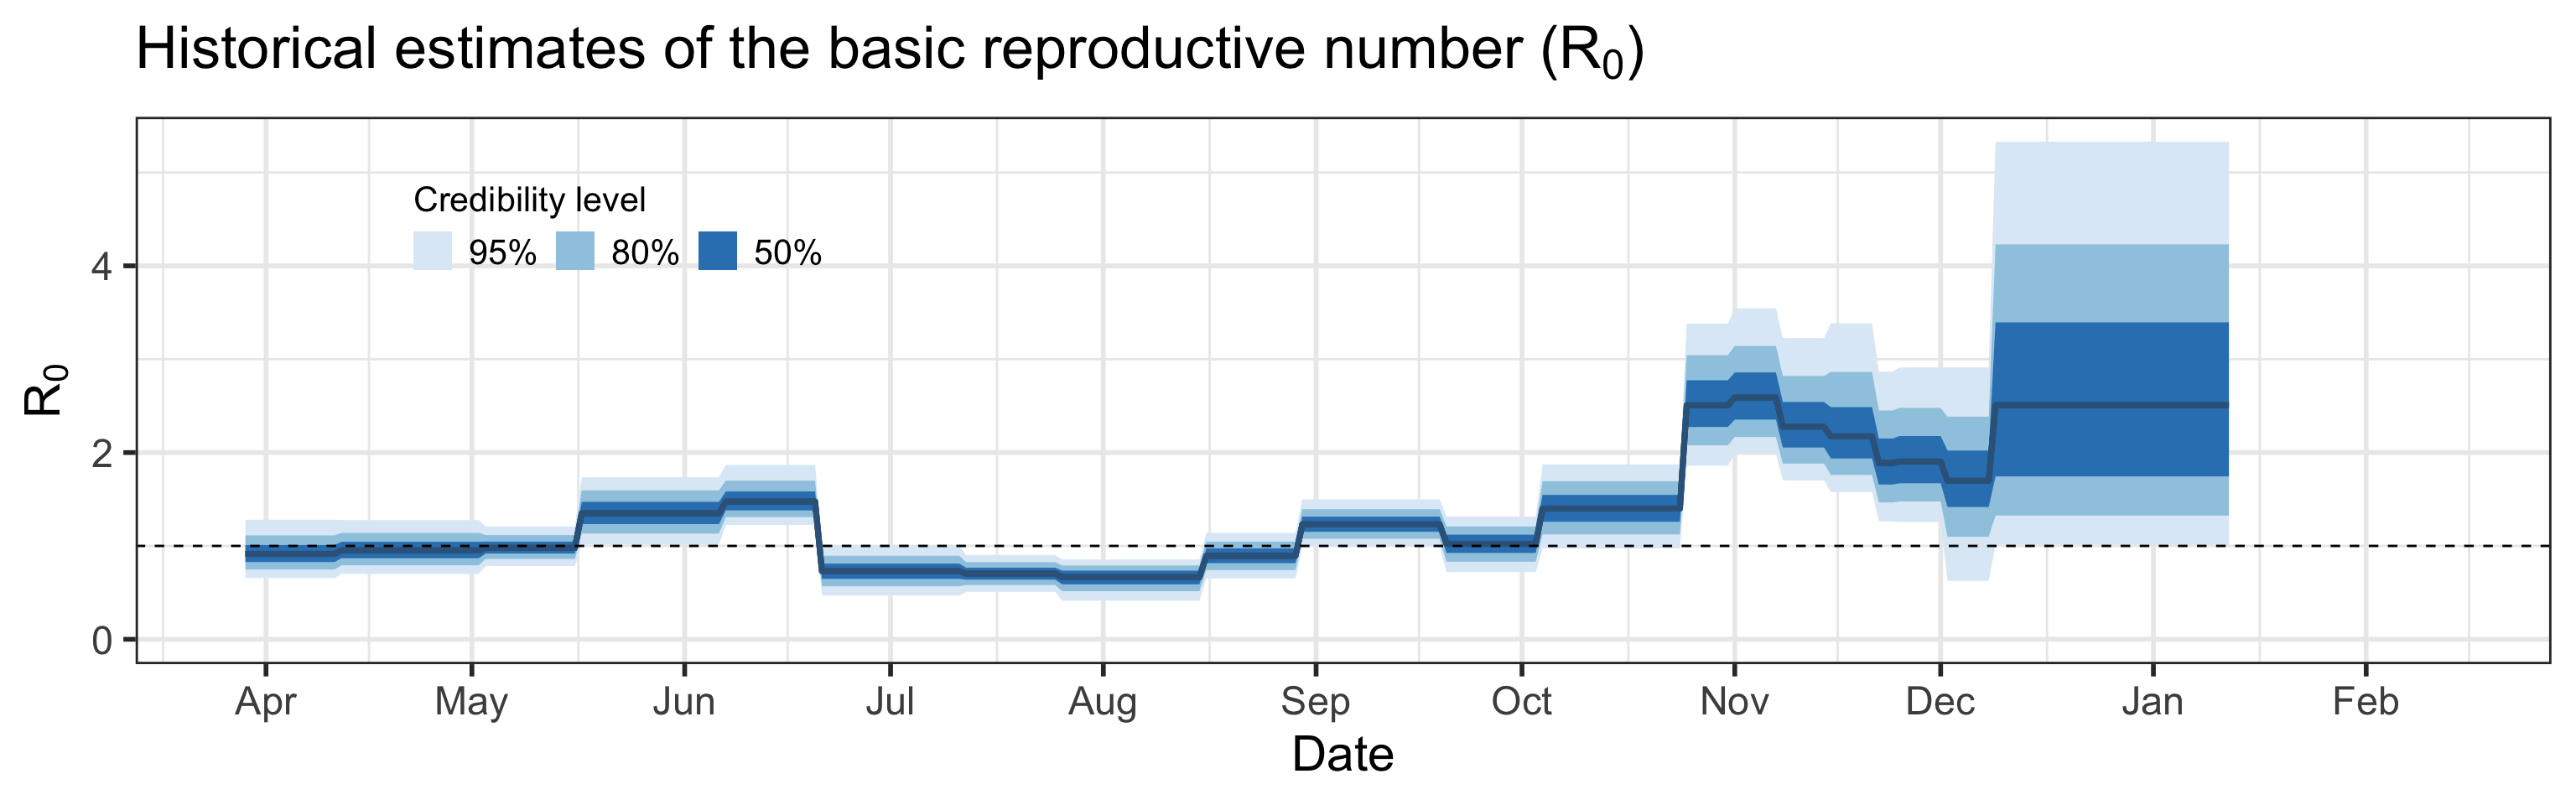 Historical estimates of the basic reproductive number (R₀)
Credibility level
95% 80% 50%
R₀
4
2
0
Apr May Jun Jul Aug Sep Oct Nov Dec Jan Feb
Date